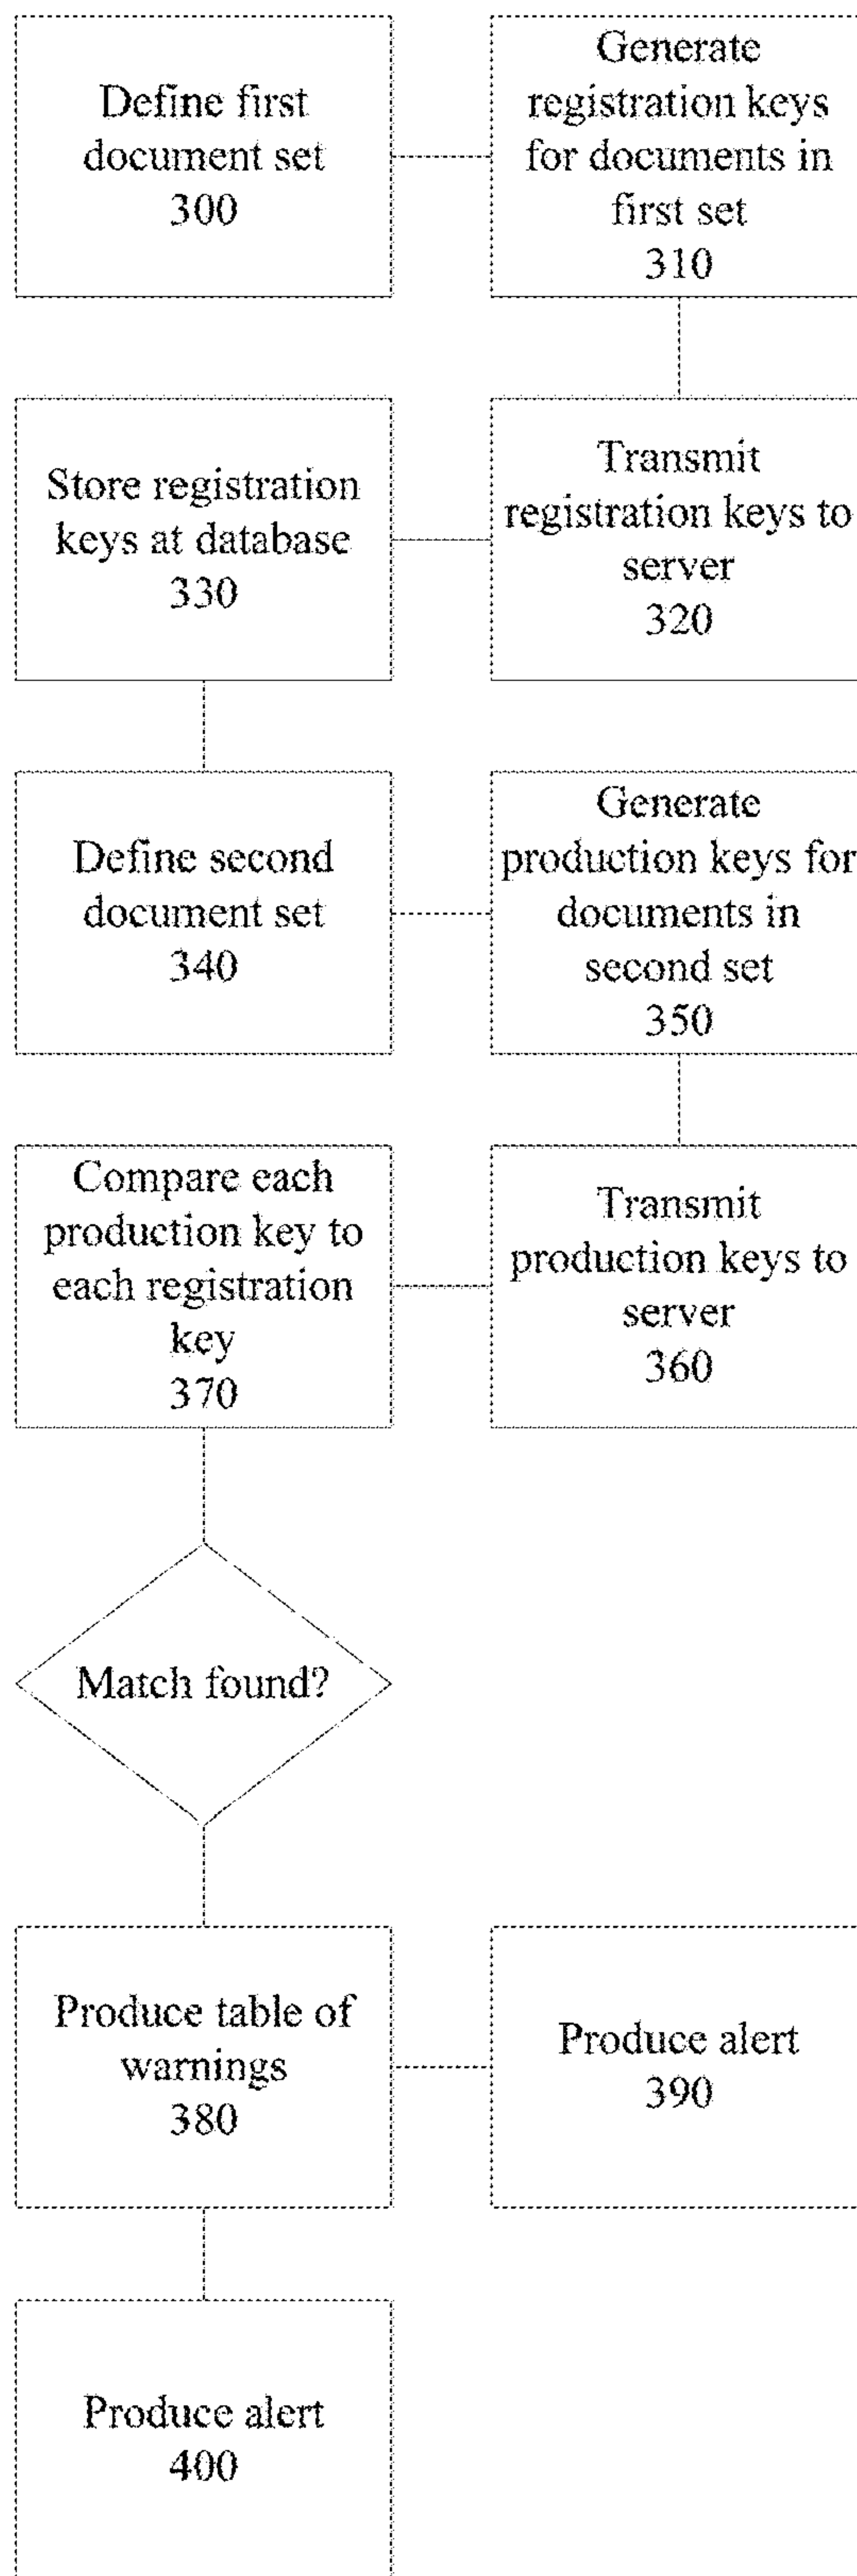 Define first
document set
300
Generate
registration keys
for documents in
first set
310
Store registration
keys at database
330
Transmit
registration keys to
server
320
Define second
document set
340
Generate
production keys for
documents in
second set
350
Compare each
production key to
each registration
key
370
Transmit
production keys to
server
360
Match found?
Produce table of
warnings
380
Produce alert
390
Produce alert
400